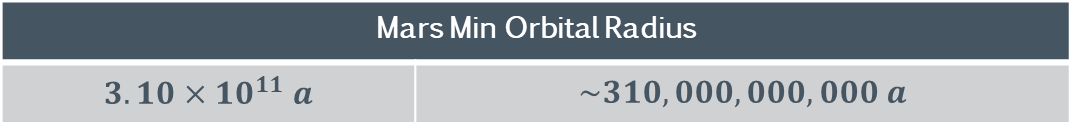 Mars Min Orbital Radius
3.10 × 10¹¹ a
~310,000,000,000 a